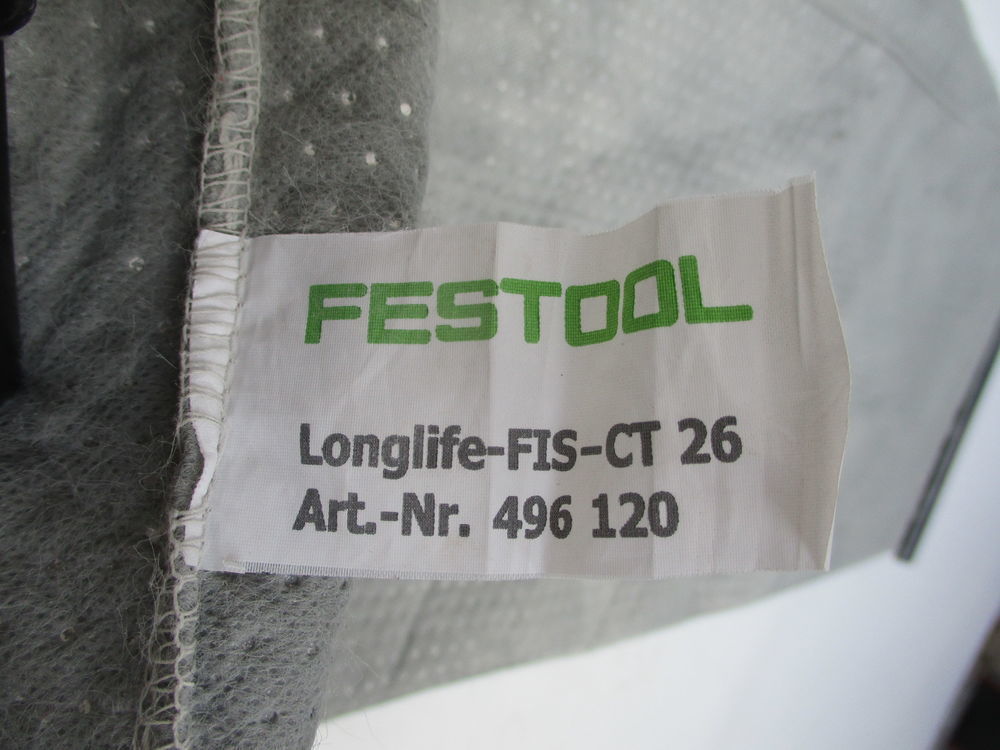 FESTOOL
Longlife-FIS-CT 26
Art.-Nr. 496 120